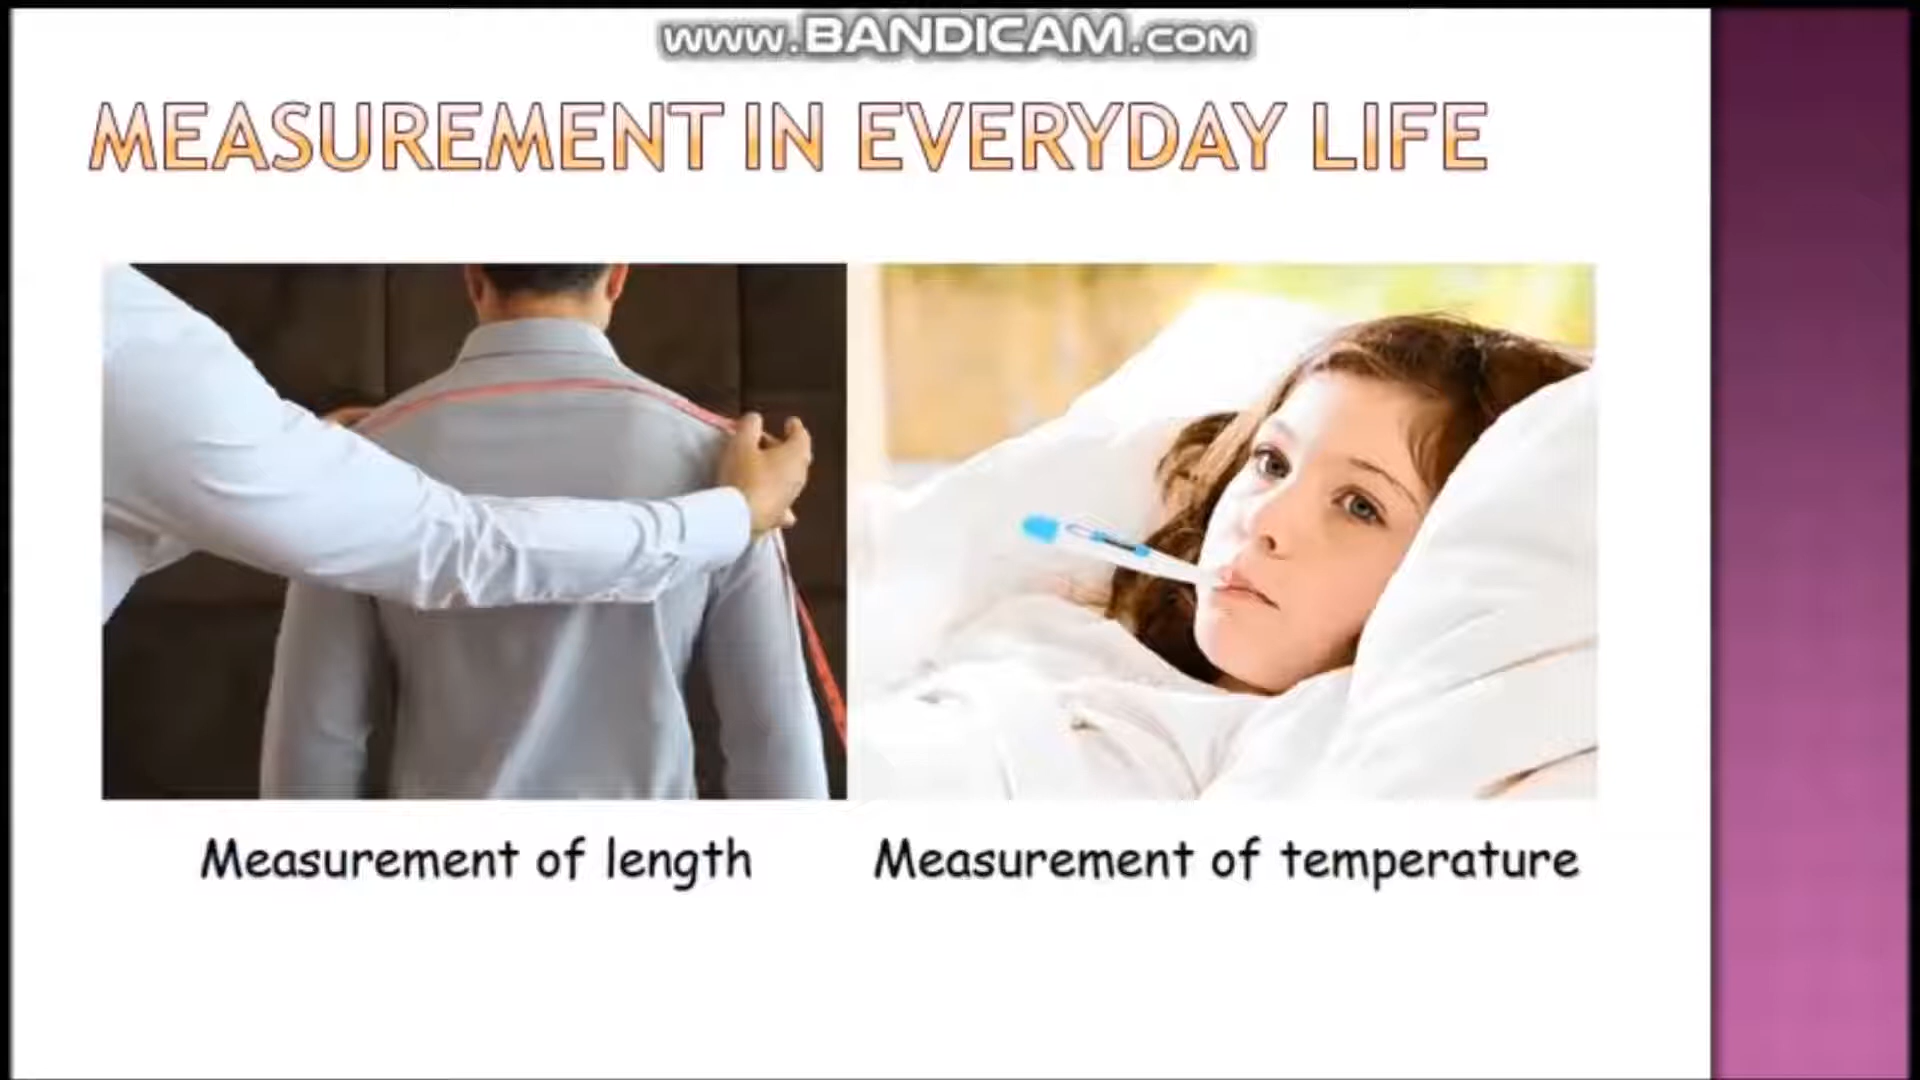 www.BANDICAM.com
MEASUREMENT IN EVERYDAY LIFE
Measurement of length
Measurement of temperature